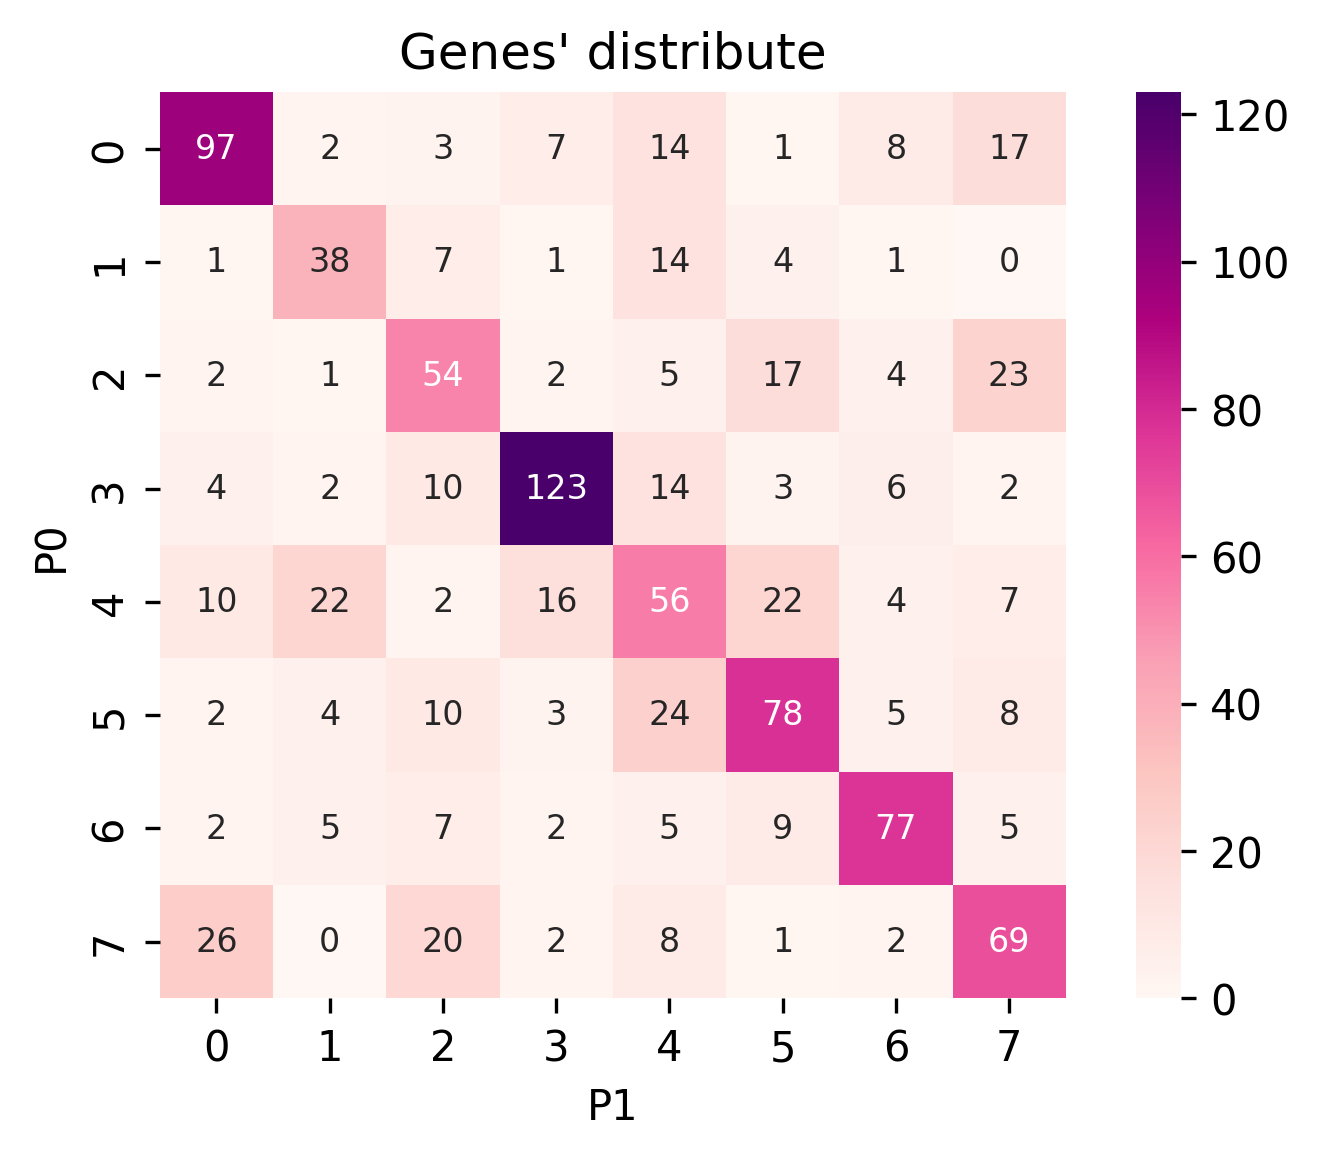 Genes' distribute
0 97 2 3 7 14 1 8 17
1 1 38 7 1 14 4 1 0
2 2 1 54 2 5 17 4 23
3 4 2 10 123 14 3 6 2
4 10 22 2 16 56 22 4 7
5 2 4 10 3 24 78 5 8
6 2 5 7 2 5 9 77 5
7 26 0 20 2 8 1 2 69
0 1 2 3 4 5 6 7
P0
P1
120
100
80
60
40
20
0